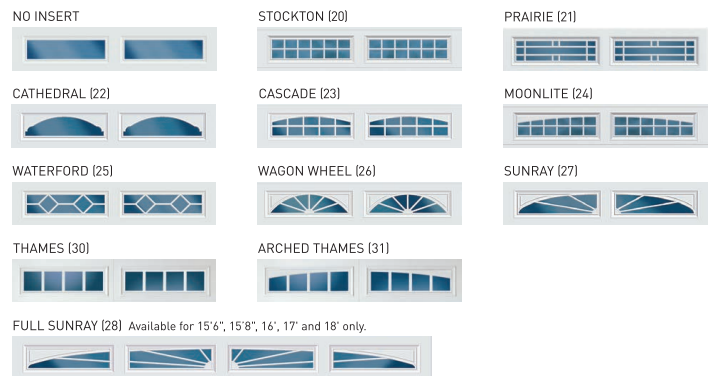 NO INSERT
STOCKTON (20)
PRAIRIE (21)
CATHEDRAL (22)
CASCADE (23)
MOONLITE (24)
WATERFORD (25)
WAGON WHEEL (26)
SUNRAY (27)
THAMES (30)
ARCHED THAMES (31)
FULL SUNRAY (28) Available for 15'6", 15'8", 16', 17' and 18' only.